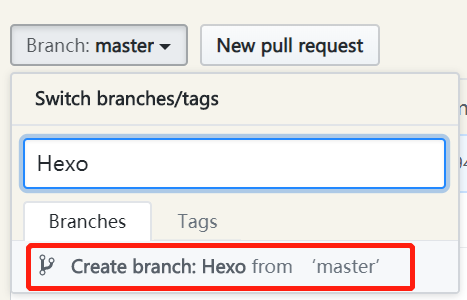 Branch: master
New pull request
Switch branches/tags
Hexo
Branches
Tags
Create branch: Hexo from ‘master’